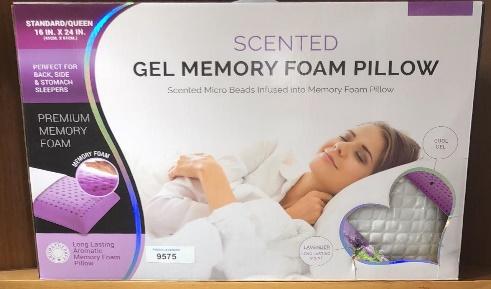 STANDARD/QUEEN
16 IN. X 24 IN.
PERFECT FOR
BACK, SIDE
& STOMACH
SLEEPERS
PREMIUM
MEMORY
FOAM
MEMORY FOAM
Long Lasting
Aromatic
Memory Foam
Pillow
SCENTED
GEL MEMORY FOAM PILLOW
Scented Micro Beads Infused into Memory Foam Pillow
COOL
GEL
LAVENDER
LONG LASTING
9575